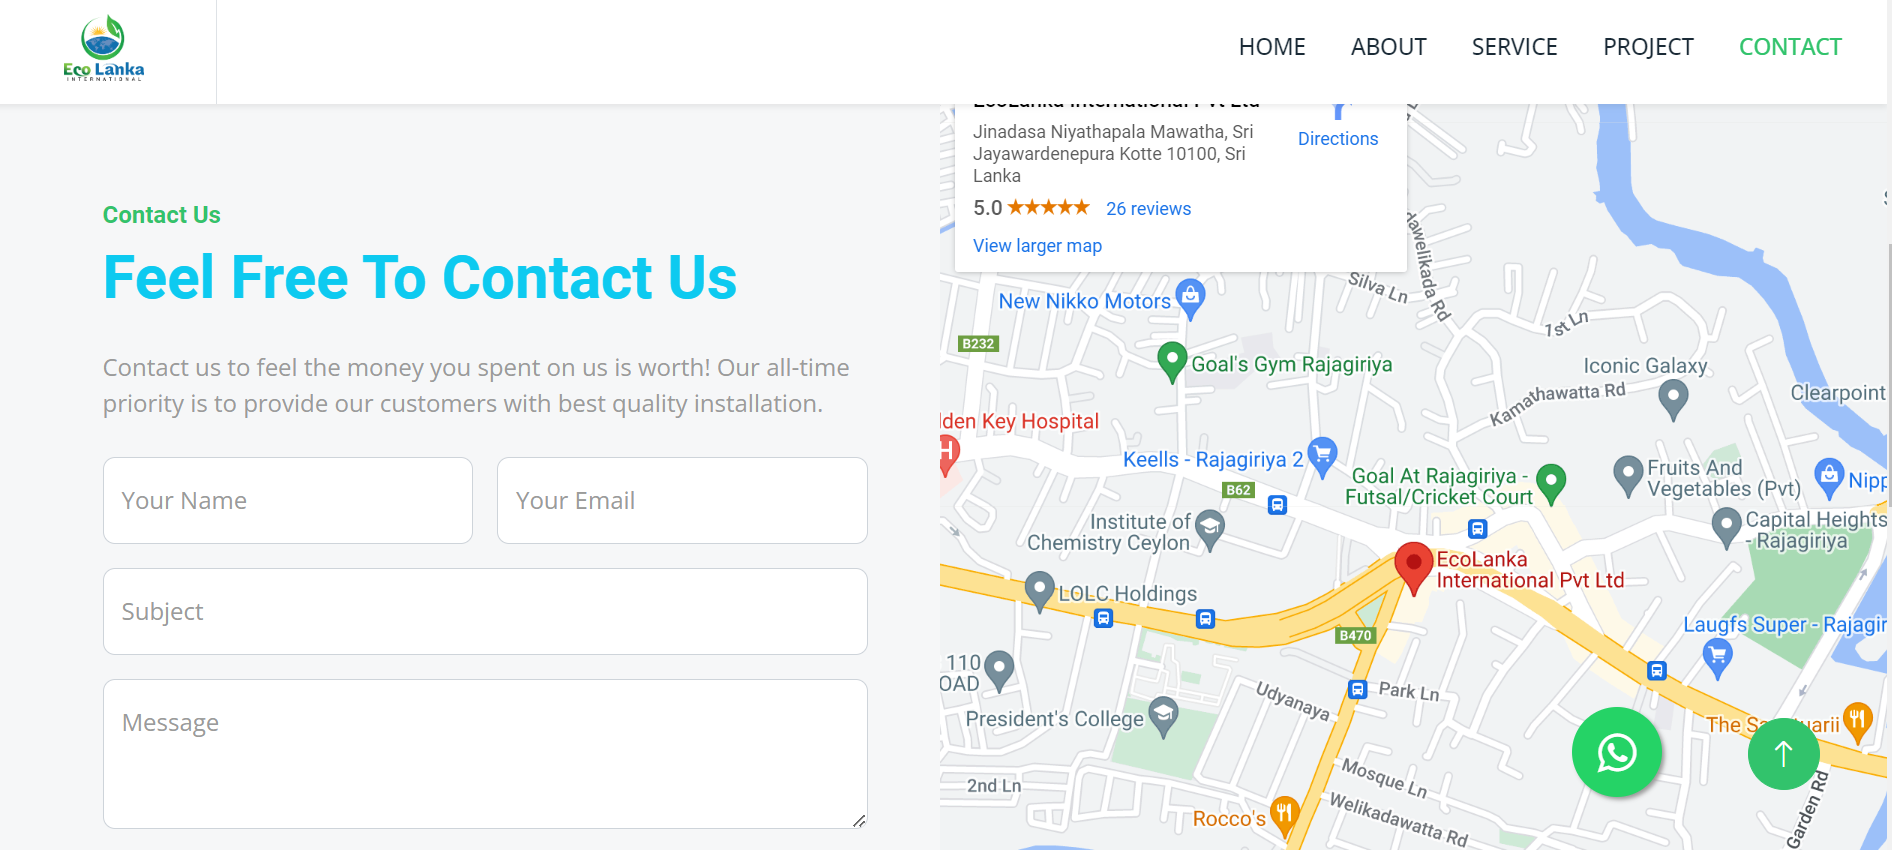 Eco Lanka
INTERNATIONAL
HOME ABOUT SERVICE PROJECT CONTACT
Contact Us
Feel Free To Contact Us
Contact us to feel the money you spent on us is worth! Our all-time
priority is to provide our customers with best quality installation.
Your Name
Your Email
Subject
Message
EcoLanka International Pvt Ltd
Jinadasa Niyathapala Mawatha, Sri
Jayawardenepura Kotte 10100, Sri
Lanka
Directions
5.0 ★★★★★ 26 reviews
View larger map
dawelikada Rd
Silva Ln
New Nikko Motors
1st Ln
B232
Goal's Gym Rajagiriya
Iconic Galaxy
Kamathawatta Rd
Clearpoint
lden Key Hospital
H
Keells - Rajagiriya 2
B62
Goal At Rajagiriya -
Futsal/Cricket Court
Fruits And
Vegetables (Pvt)
Nipp
Institute of
Chemistry Ceylon
Capital Heights
- Rajagiriya
EcoLanka
International Pvt Ltd
LOLC Holdings
B470
Laugfs Super - Rajagir
110
OAD
Udyanaya
Park Ln
President's College
The Sa
uarii
Mosque Ln
2nd Ln
Welikadawatta Rd
Rocco's
Garden Rd